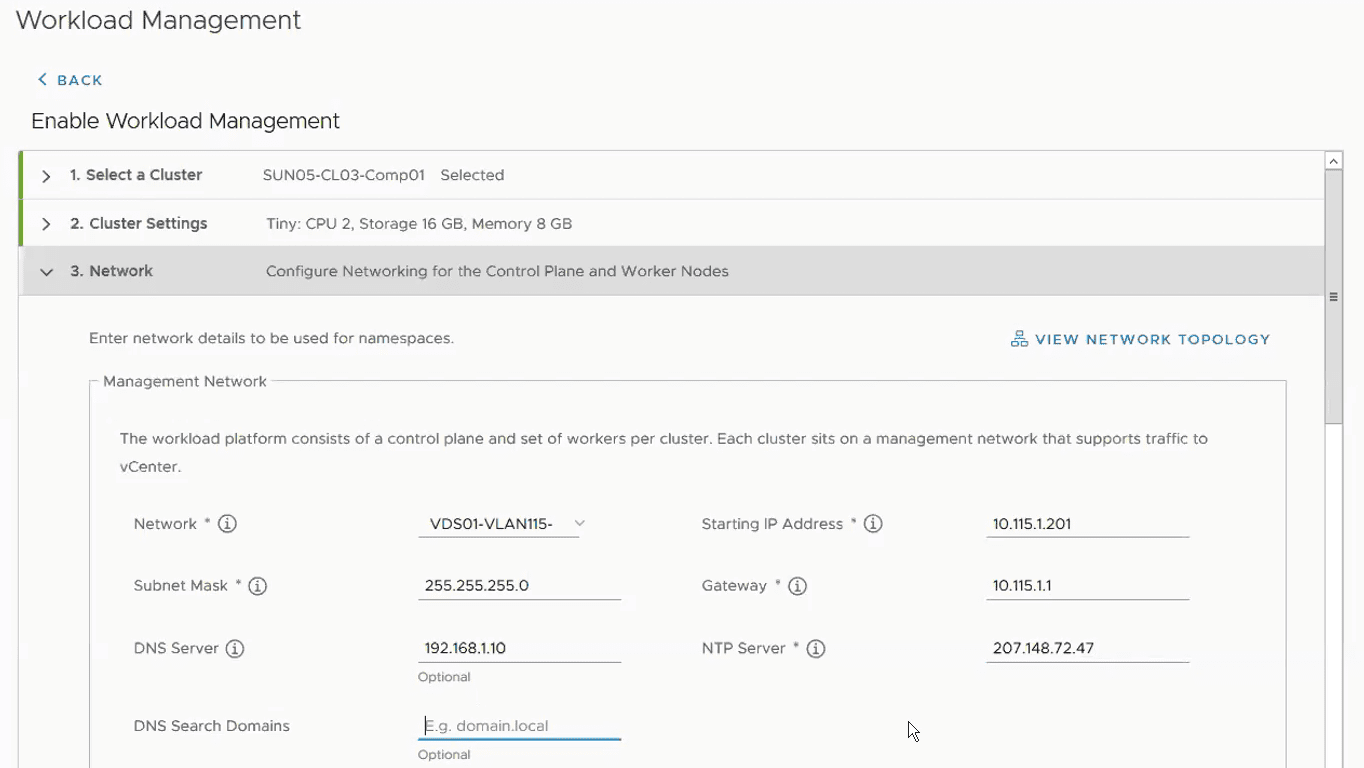 Workload Management
BACK
Enable Workload Management
1. Select a Cluster SUN05-CL03-Comp01 Selected
2. Cluster Settings Tiny: CPU 2, Storage 16 GB, Memory 8 GB
3. Network Configure Networking for the Control Plane and Worker Nodes
Enter network details to be used for namespaces. VIEW NETWORK TOPOLOGY
Management Network
The workload platform consists of a control plane and set of workers per cluster. Each cluster sits on a management network that supports traffic to
vCenter.
Network * VDS01-VLAN115- Starting IP Address * 10.115.1.201
Subnet Mask * 255.255.255.0 Gateway * 10.115.1.1
DNS Server 192.168.1.10 NTP Server * 207.148.72.47
Optional
DNS Search Domains E.g. domain.local
Optional